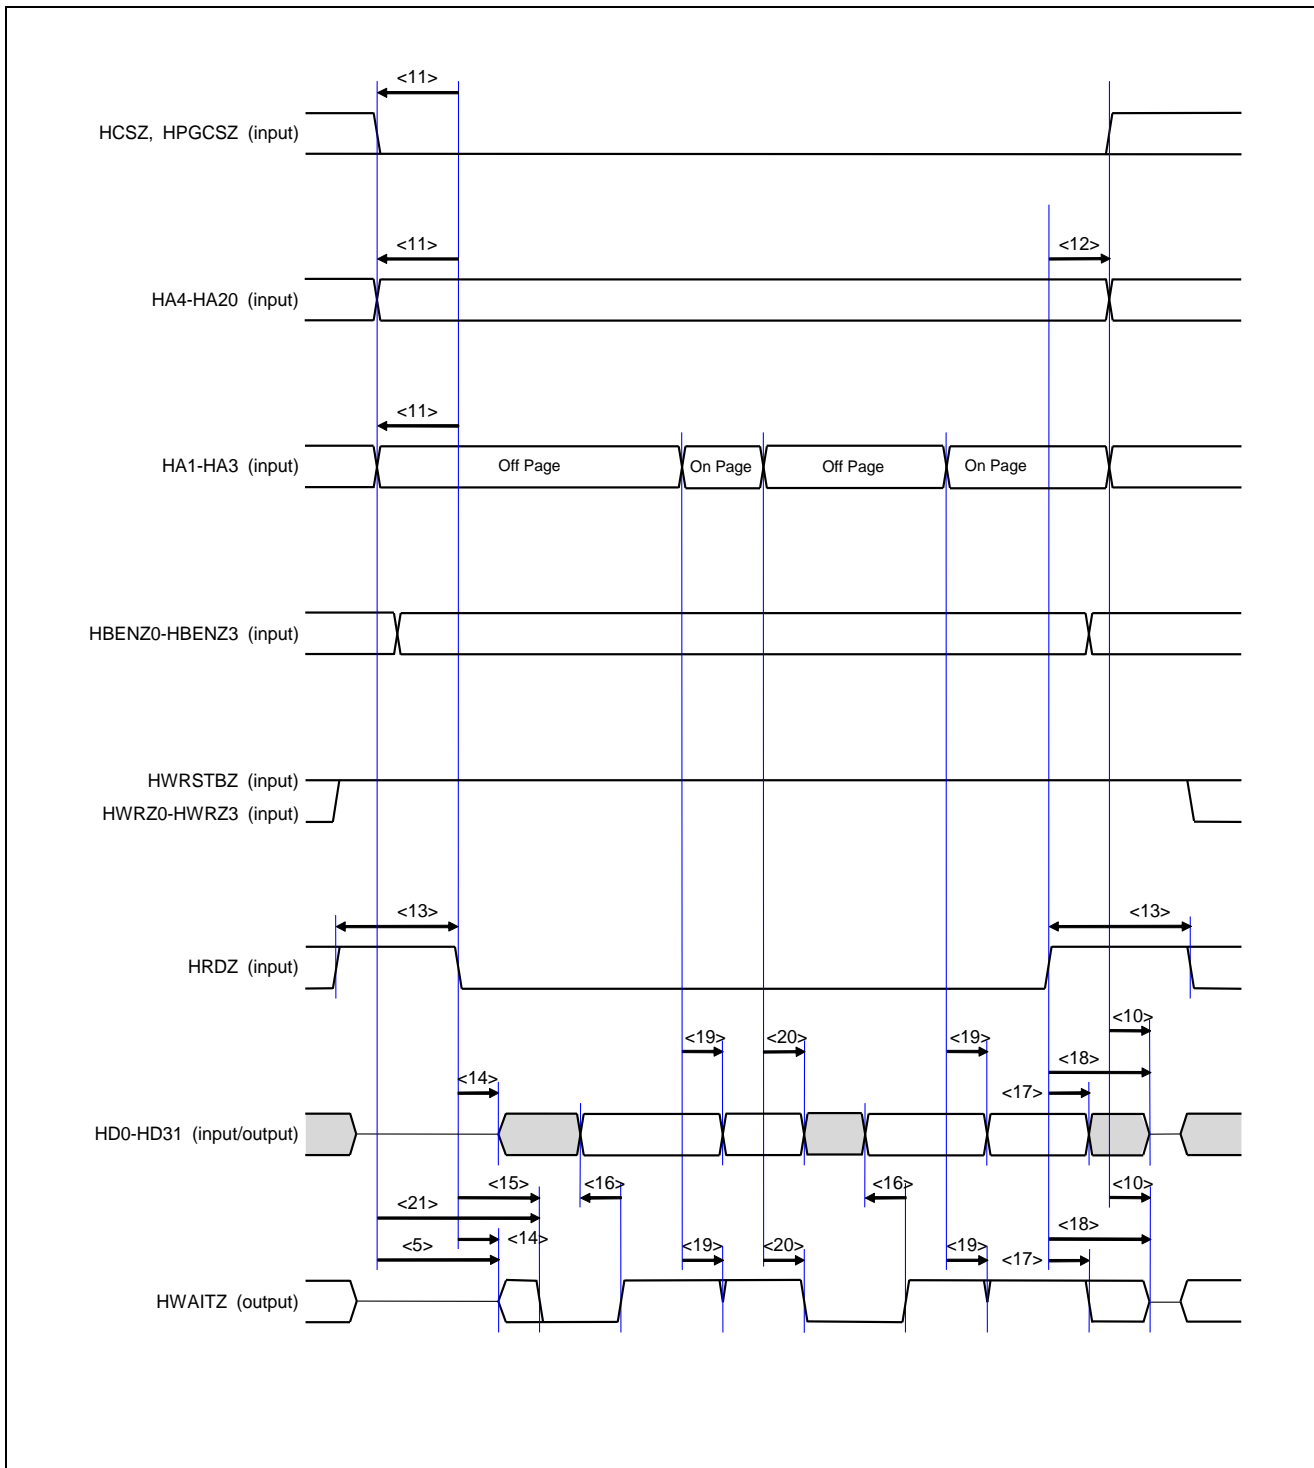 <11>
HCSZ, HPGCSZ (input)
<11>
<12>
HA4-HA20 (input)
<11>
HA1-HA3 (input)
Off Page
On Page
Off Page
On Page
HBENZ0-HBENZ3 (input)
HWRSTBZ (input)
HWRZ0-HWRZ3 (input)
<13>
<13>
HRDZ (input)
<10>
<19>
<20>
<19>
<18>
<14>
<17>
HD0-HD31 (input/output)
<15>
<16>
<16>
<10>
<21>
<18>
<5>
<14>
<19>
<20>
<19>
<17>
HWAITZ (output)